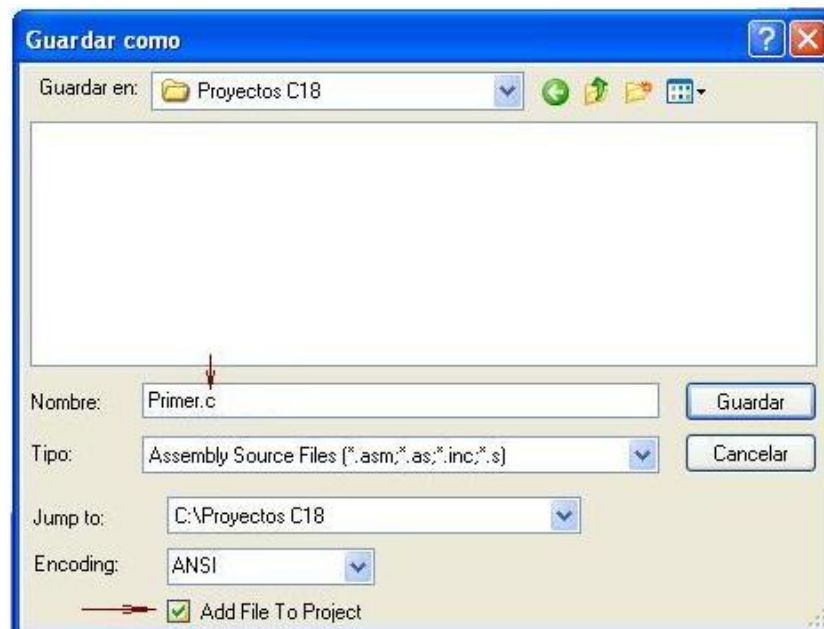 Guardar como
Guardar en: Proyectos C18
Nombre: Primer.c Guardar
Tipo: Assembly Source Files (*.asm;*.as;*.inc;*.s) Cancelar
Jump to: C:\Proyectos C18
Encoding: ANSI
Add File To Project